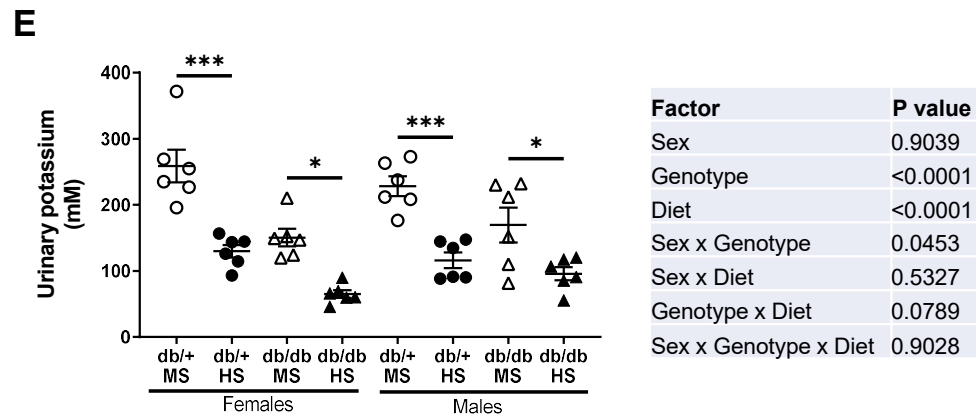 E
Urinary potassium
(mM)
400
300
200
100
0
***
*
***
*
db/+ db/+ db/db db/db db/+ db/+ db/db db/db
MS HS MS HS MS HS MS HS
Females Males
Factor P value
Sex 0.9039
Genotype <0.0001
Diet <0.0001
Sex x Genotype 0.0453
Sex x Diet 0.5327
Genotype x Diet 0.0789
Sex x Genotype x Diet 0.9028